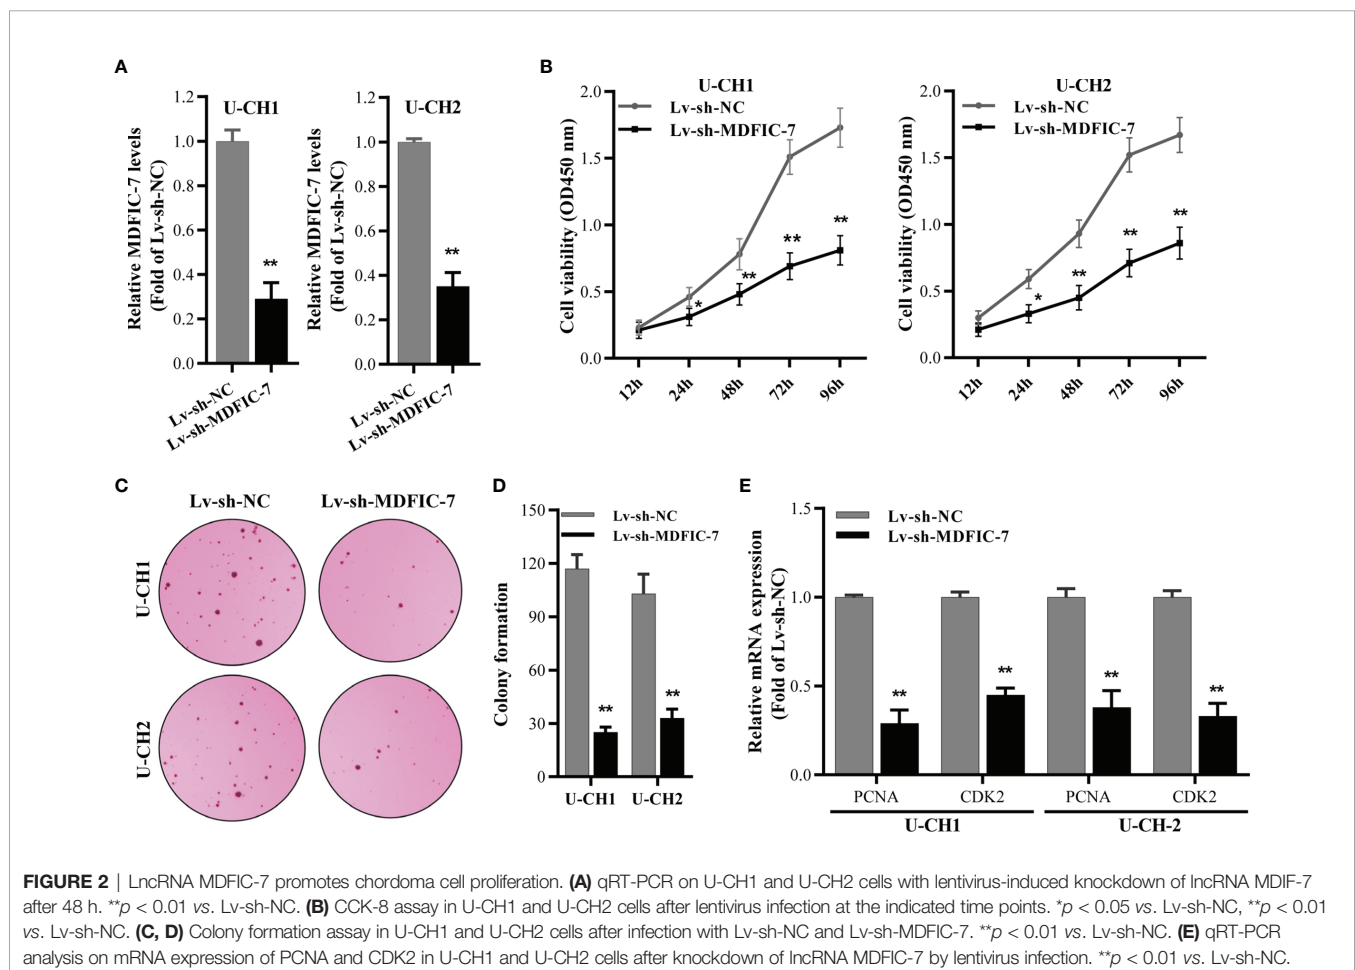 A
U-CH1
Relative MDFIC-7 levels
(Fold of Lv-sh-NC)
1.2
1.0
0.8
0.6
0.4
0.2
0.0
**
Lv-sh-NC
Lv-sh-MDFIC-7
U-CH2
Relative MDFIC-7 levels
(Fold of Lv-sh-NC)
1.2
1.0
0.8
0.6
0.4
0.2
0.0
**
Lv-sh-NC
Lv-sh-MDFIC-7
B
U-CH1
Lv-sh-NC
Lv-sh-MDFIC-7
Cell viability (OD450 nm)
2.0
1.5
1.0
0.5
0.0
*
**
**
**
12h
24h
48h
72h
96h
U-CH2
Lv-sh-NC
Lv-sh-MDFIC-7
Cell viability (OD450 nm)
2.0
1.5
1.0
0.5
0.0
*
**
**
**
12h
24h
48h
72h
96h
C
Lv-sh-NC
Lv-sh-MDFIC-7
U-CH1
U-CH2
D
Lv-sh-NC
Lv-sh-MDFIC-7
Colony formation
150
120
90
60
30
0
**
**
U-CH1
U-CH2
E
Lv-sh-NC
Lv-sh-MDFIC-7
Relative mRNA expression
(Fold of Lv-sh-NC)
1.5
1.0
0.5
0.0
**
**
**
**
PCNA
CDK2
PCNA
CDK2
U-CH1
U-CH-2
FIGURE 2 | LncRNA MDFIC-7 promotes chordoma cell proliferation. (A) qRT-PCR on U-CH1 and U-CH2 cells with lentivirus-induced knockdown of lncRNA MDIF-7
after 48 h. **p < 0.01 vs. Lv-sh-NC. (B) CCK-8 assay in U-CH1 and U-CH2 cells after lentivirus infection at the indicated time points. *p < 0.05 vs. Lv-sh-NC, **p < 0.01
vs. Lv-sh-NC. (C, D) Colony formation assay in U-CH1 and U-CH2 cells after infection with Lv-sh-NC and Lv-sh-MDFIC-7. **p < 0.01 vs. Lv-sh-NC. (E) qRT-PCR
analysis on mRNA expression of PCNA and CDK2 in U-CH1 and U-CH2 cells after knockdown of lncRNA MDFIC-7 by lentivirus infection. **p < 0.01 vs. Lv-sh-NC.